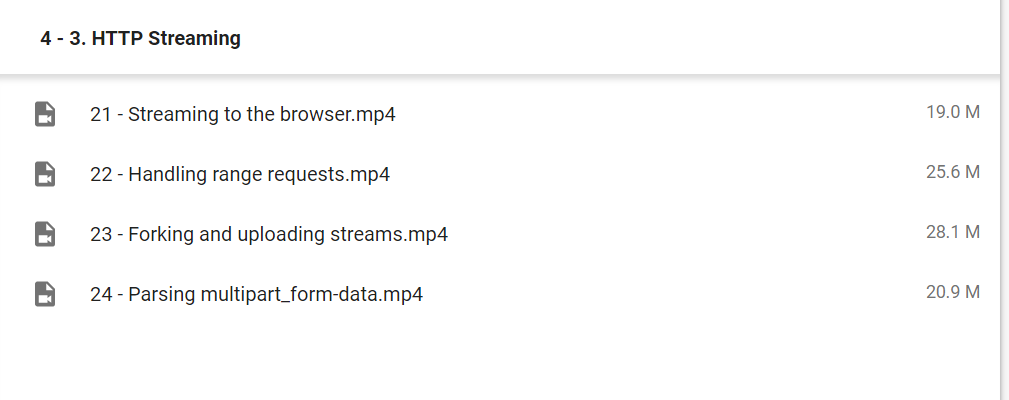 4 - 3. HTTP Streaming
21 - Streaming to the browser.mp4 19.0 M
22 - Handling range requests.mp4 25.6 M
23 - Forking and uploading streams.mp4 28.1 M
24 - Parsing multipart_form-data.mp4 20.9 M